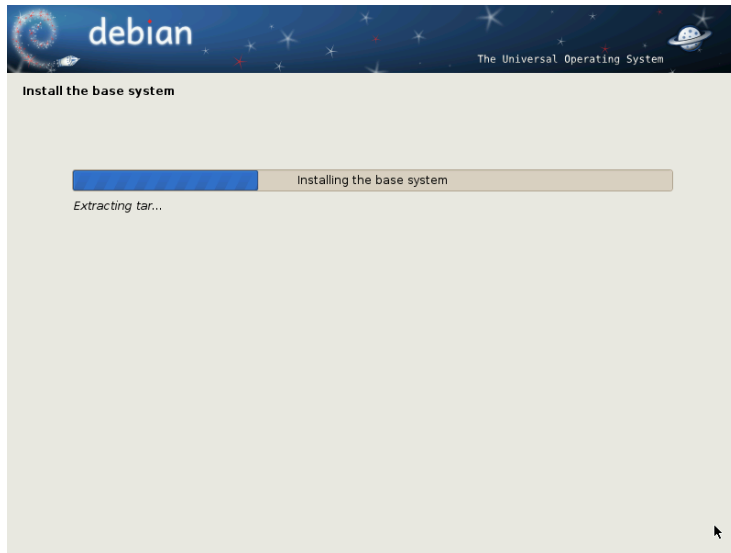 debian
The Universal Operating System
Install the base system
Installing the base system
Extracting tar...